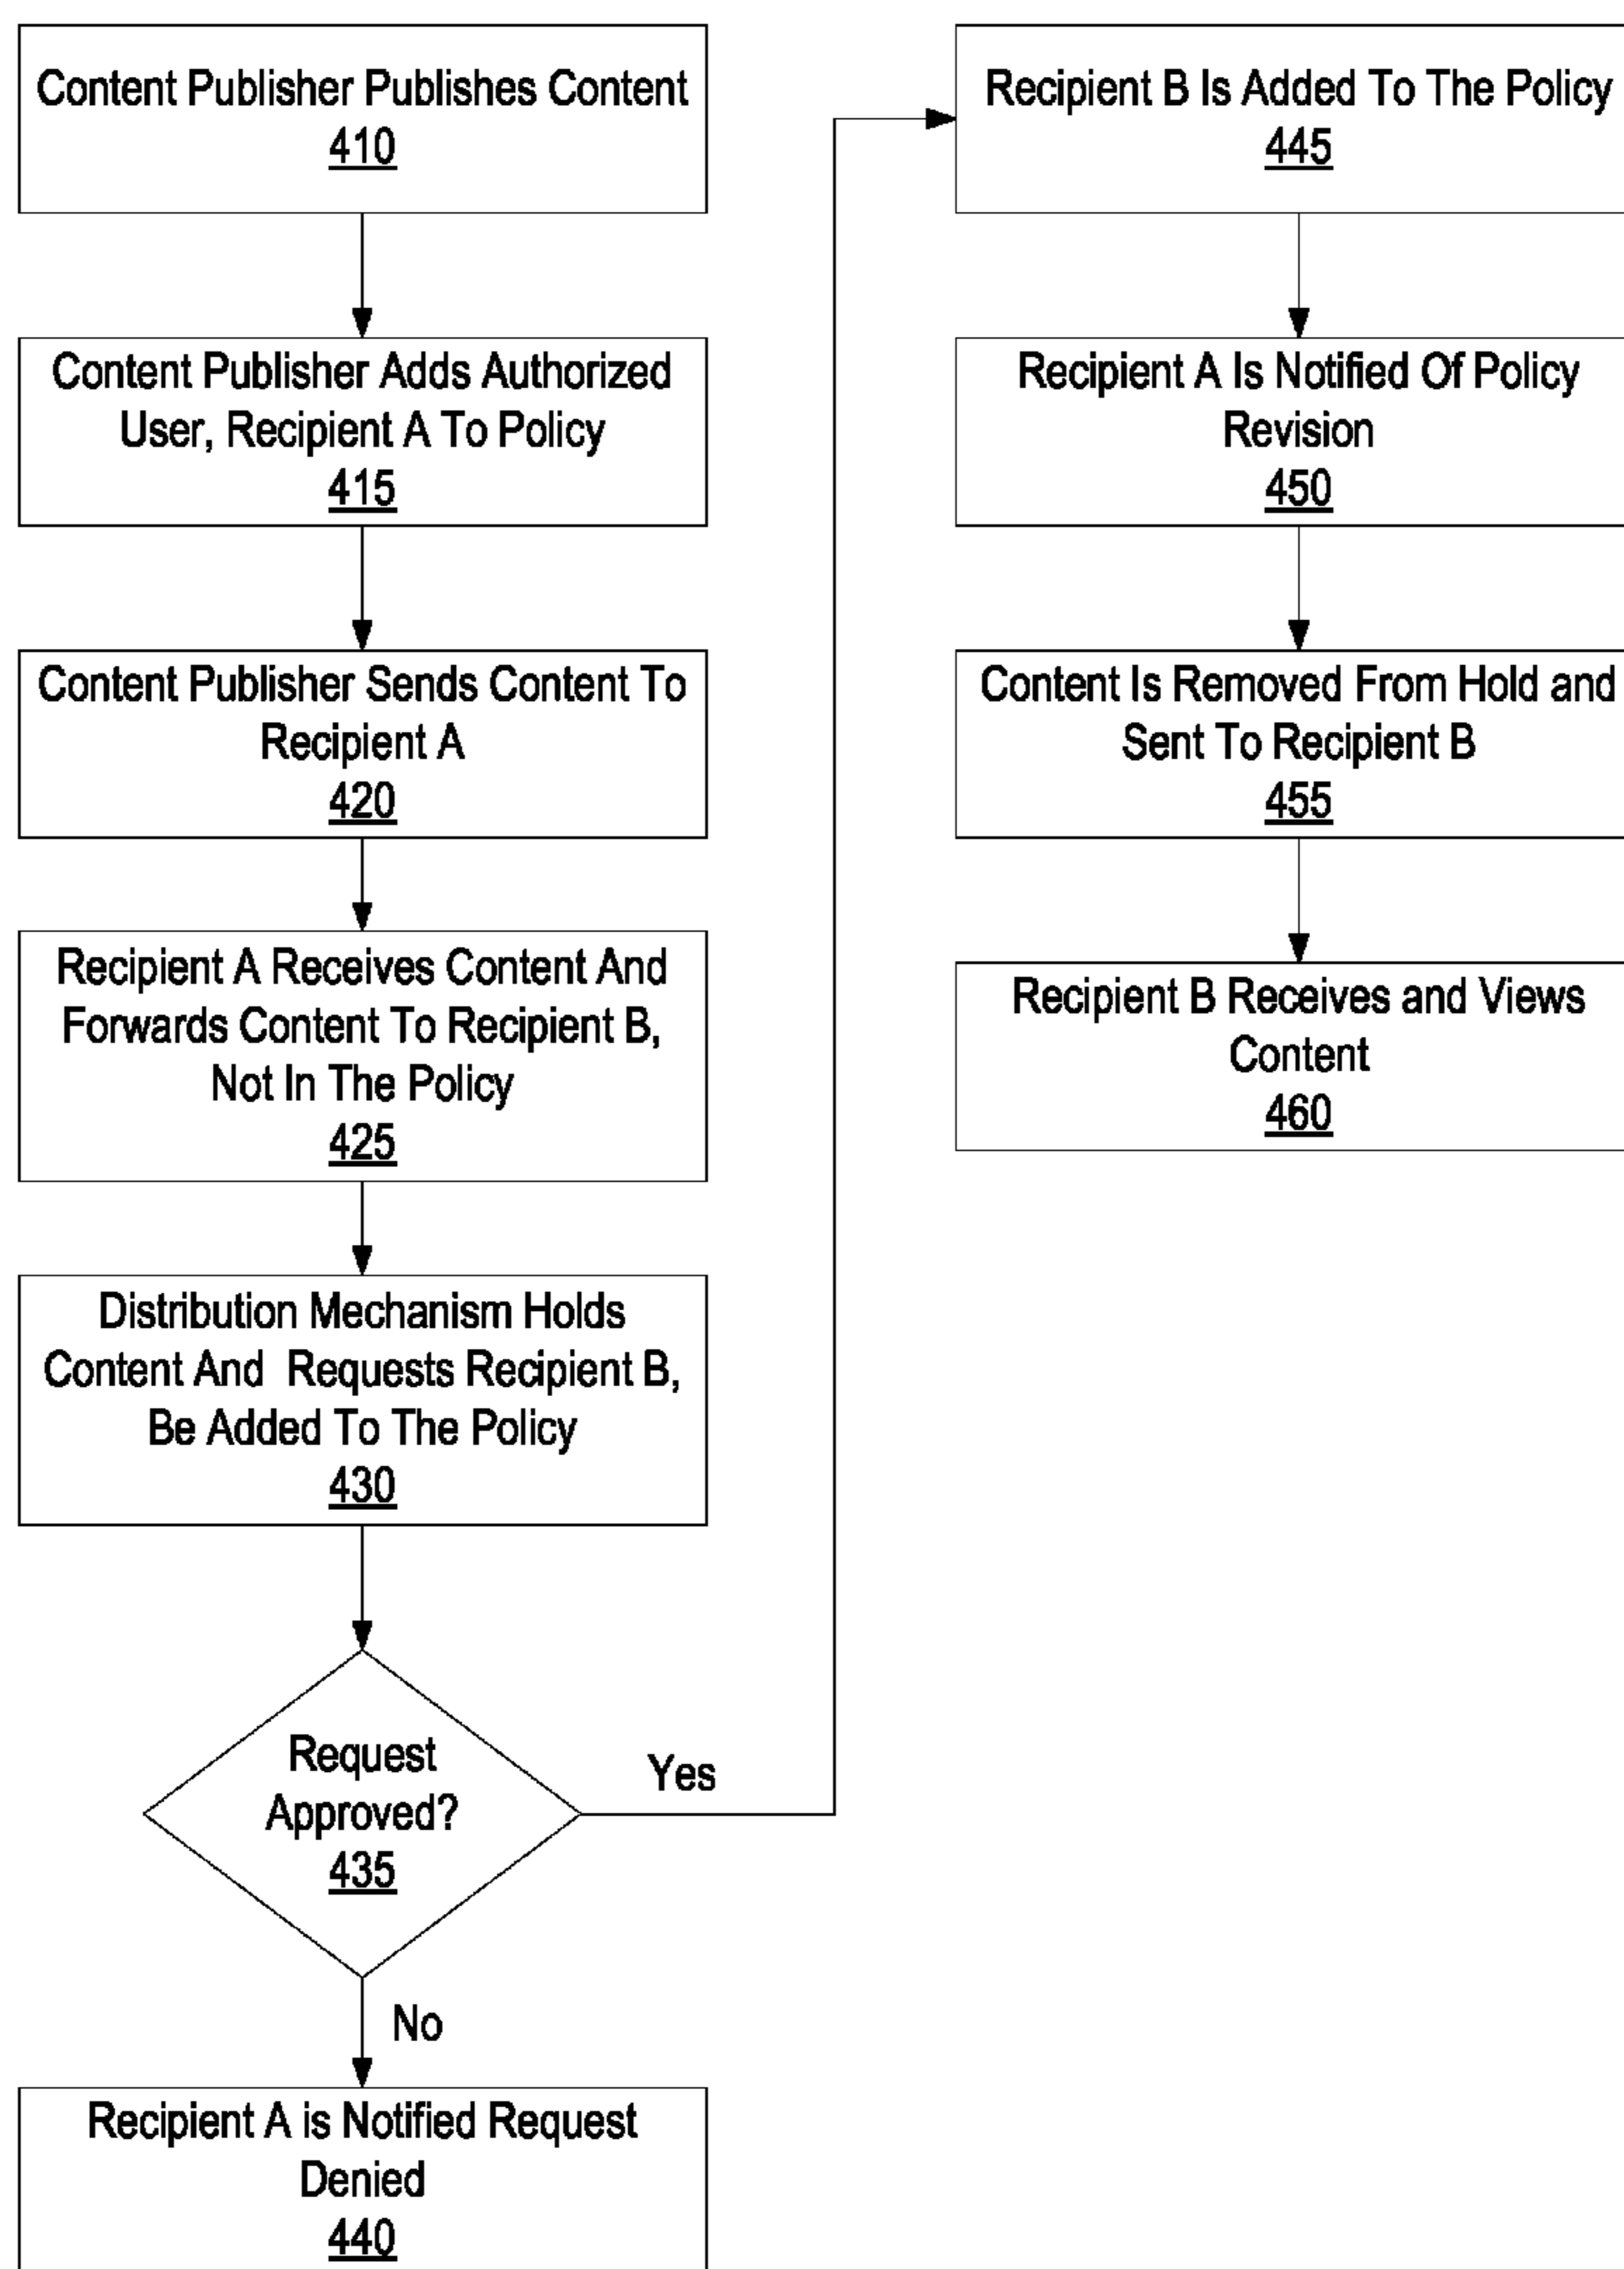 Content Publisher Publishes Content
410
Content Publisher Adds Authorized
User, Recipient A To Policy
415
Content Publisher Sends Content To
Recipient A
420
Recipient A Receives Content And
Forwards Content To Recipient B,
Not In The Policy
425
Distribution Mechanism Holds
Content And Requests Recipient B,
Be Added To The Policy
430
Request
Approved?
435
Yes
No
Recipient A is Notified Request
Denied
440
Recipient B Is Added To The Policy
445
Recipient A Is Notified Of Policy
Revision
450
Content Is Removed From Hold and
Sent To Recipient B
455
Recipient B Receives and Views
Content
460